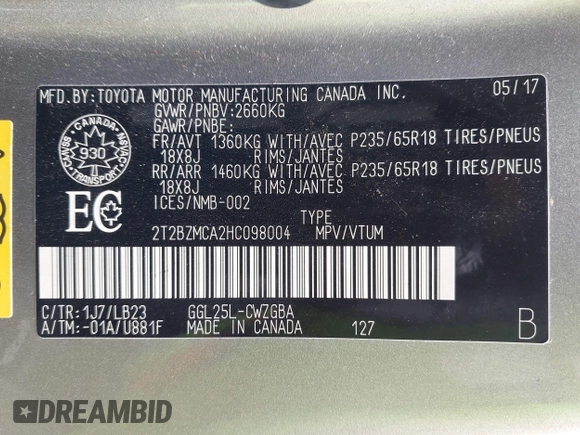 MFD.BY:TOYOTA MOTOR MANUFACTURING CANADA INC. 05/17
GVWR/PNBV:2660KG
GAWR/PNBE:
FR/AVT 1360KG WITH/AVEC P235/65R18 TIRES/PNEUS
18X8J RIMS/JANTES
RR/ARR 1460KG WITH/AVEC P235/65R18 TIRES/PNEUS
18X8J RIMS/JANTES
ICES/NMB-002
TYPE
2T2BZMCA2HC098004 MPV/VTUM
CANADA
930
TRANSPORT
EC
C/TR:1J7/LB23 GGL25L-CWZGBA
A/TM:-01A/U881F MADE IN CANADA 127 B
DREAMBID